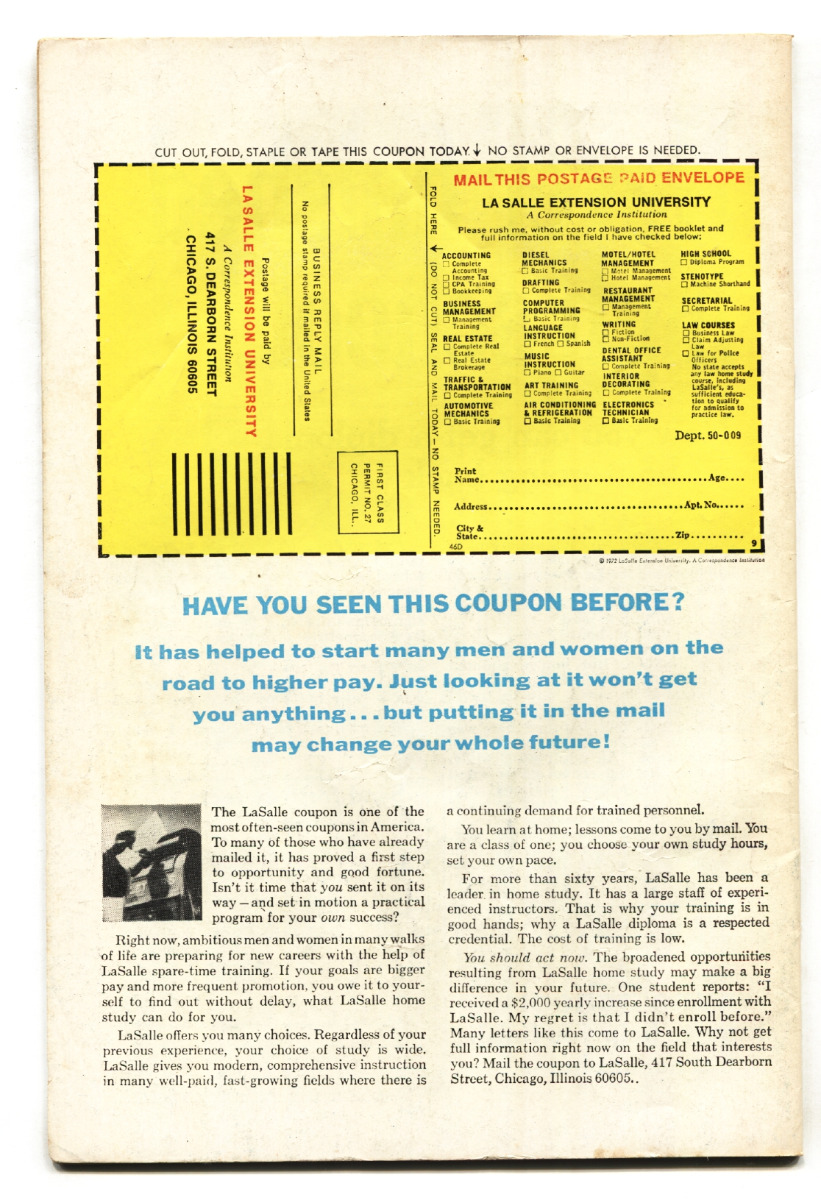 CUT OUT, FOLD, STAPLE OR TAPE THIS COUPON TODAY ↓ NO STAMP OR ENVELOPE IS NEEDED.
No postage stamp required if mailed in the United States
BUSINESS REPLY MAIL
Postage will be paid by
LA SALLE EXTENSION UNIVERSITY
A Correspondence Institution
417 S. DEARBORN STREET
CHICAGO, ILLINOIS 60605
FIRST CLASS
PERMIT NO. 27
CHICAGO, ILL.
FOLD HERE ↓ (DO NOT CUT) SEAL AND MAIL TODAY — NO STAMP NEEDED.
MAIL THIS POSTAGE PAID ENVELOPE
LA SALLE EXTENSION UNIVERSITY
A Correspondence Institution
Please rush me, without cost or obligation, FREE booklet and
full information on the field I have checked below:
ACCOUNTING
☐ Complete
Accounting
☐ Income Tax
☐ CPA Training
☐ Bookkeeping
BUSINESS
MANAGEMENT
☐ Management
Training
REAL ESTATE
☐ Complete Real
Estate
☐ Real Estate
Brokerage
TRAFFIC &
TRANSPORTATION
☐ Complete Training
AUTOMOTIVE
MECHANICS
☐ Basic Training
DIESEL
MECHANICS
☐ Basic Training
DRAFTING
☐ Complete Training
COMPUTER
PROGRAMMING
☐ Basic Training
LANGUAGE
INSTRUCTION
☐ French ☐ Spanish
MUSIC
INSTRUCTION
☐ Piano ☐ Guitar
ART TRAINING
☐ Complete Training
AIR CONDITIONING
& REFRIGERATION
☐ Basic Training
MOTEL/HOTEL
MANAGEMENT
☐ Motel Management
☐ Hotel Management
RESTAURANT
MANAGEMENT
☐ Management
Training
WRITING
☐ Fiction
☐ Non-Fiction
DENTAL OFFICE
ASSISTANT
☐ Complete Training
INTERIOR
DECORATING
☐ Complete Training
ELECTRONICS
TECHNICIAN
☐ Basic Training
HIGH SCHOOL
☐ Diploma Program
STENOTYPE
☐ Machine Shorthand
SECRETARIAL
☐ Complete Training
LAW COURSES
☐ Business Law
☐ Claim Adjusting
Law
☐ Law for Police
Officers
No state accepts
any law home study
course, including
LaSalle's, as
sufficient educa-
tion to qualify
for admission to
practice law.
Dept. 50-009
Print
Name.....Age....
Address.....Apt. No......
City &
State.....Zip..........
46D
9
© 1972 LaSalle Extension University. A Correspondence Institution
HAVE YOU SEEN THIS COUPON BEFORE?
It has helped to start many men and women on the
road to higher pay. Just looking at it won't get
you anything...but putting it in the mail
may change your whole future!
The LaSalle coupon is one of the
most often-seen coupons in America.
To many of those who have already
mailed it, it has proved a first step
to opportunity and good fortune.
Isn't it time that you sent it on its
way — and set in motion a practical
program for your own success?
Right now, ambitious men and women in many walks
of life are preparing for new careers with the help of
LaSalle spare-time training. If your goals are bigger
pay and more frequent promotion, you owe it to your-
self to find out without delay, what LaSalle home
study can do for you.
LaSalle offers you many choices. Regardless of your
previous experience, your choice of study is wide.
LaSalle gives you modern, comprehensive instruction
in many well-paid, fast-growing fields where there is
a continuing demand for trained personnel.
You learn at home; lessons come to you by mail. You
are a class of one; you choose your own study hours,
set your own pace.
For more than sixty years, LaSalle has been a
leader in home study. It has a large staff of experi-
enced instructors. That is why your training is in
good hands; why a LaSalle diploma is a respected
credential. The cost of training is low.
You should act now. The broadened opportunities
resulting from LaSalle home study may make a big
difference in your future. One student reports: "I
received a $2,000 yearly increase since enrollment with
LaSalle. My regret is that I didn't enroll before."
Many letters like this come to LaSalle. Why not get
full information right now on the field that interests
you? Mail the coupon to LaSalle, 417 South Dearborn
Street, Chicago, Illinois 60605..